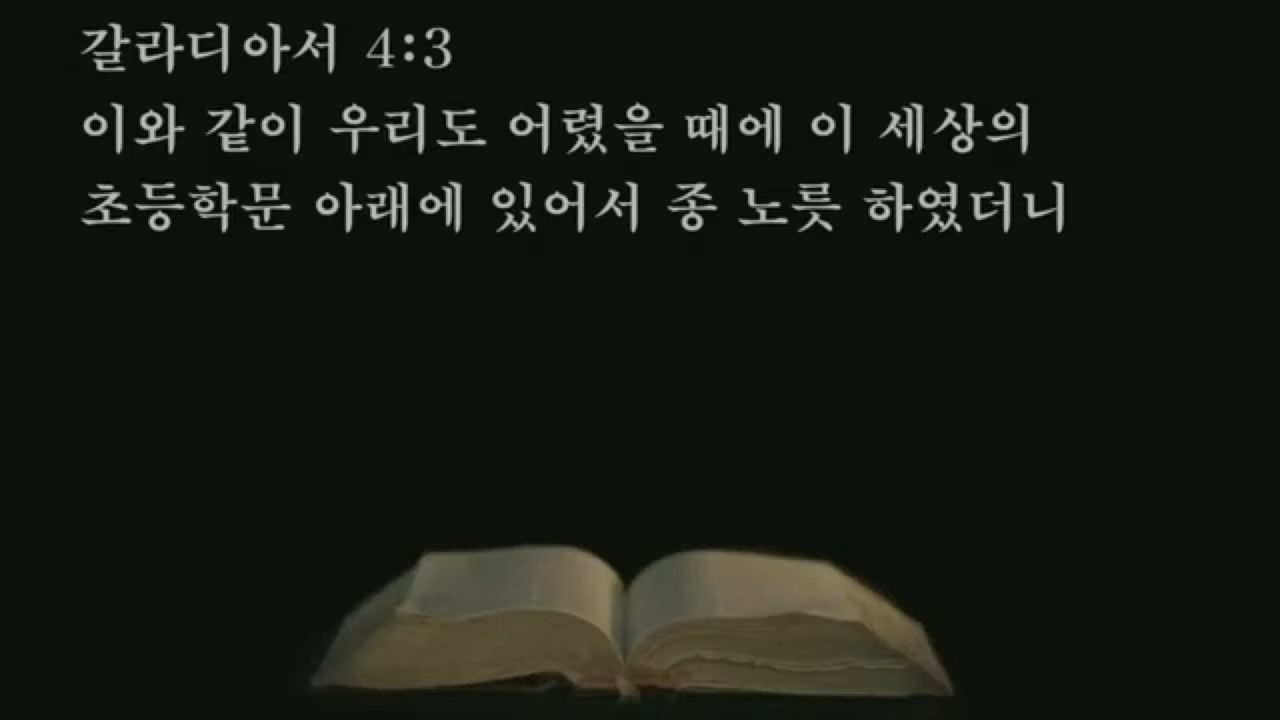 갈라디아서 4:3
이와 같이 우리도 어렸을 때에 이 세상의
초등학문 아래에 있어서 종 노릇 하였더니